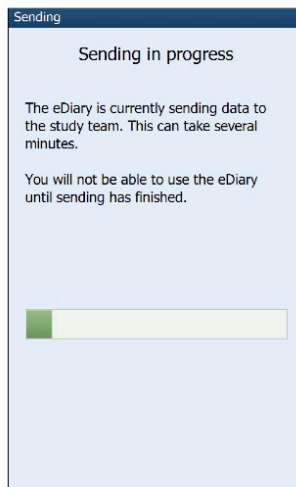 Sending
Sending in progress
The eDiary is currently sending data to
the study team. This can take several
minutes.
You will not be able to use the eDiary
until sending has finished.